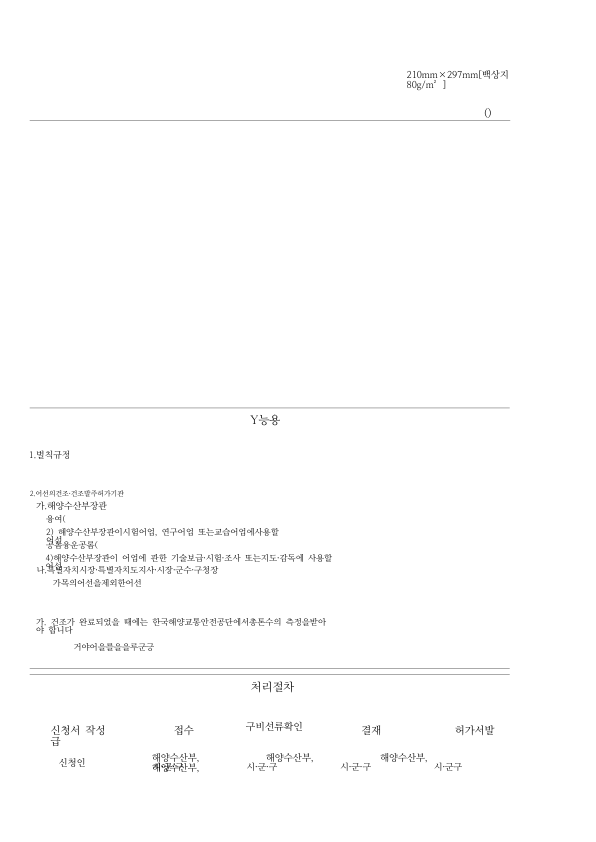 210mm×297mm[백상지
80g/m² ]
()
Y능용
1.벌칙규정
2.어선의건조·건조발주허가기관
가.해양수산부장관
융여(
2) 해양수산부장관이시험어업, 연구어업 또는교습어업에사용할
어선
공폼융운공롬(
4)해양수산부장관이 어업에 관한 기술보급·시험·조사 또는지도·감독에 사용할
어선
나.특별자치시장·특별자치도지사·시장·군수·구청장
가목의어선을제외한어선
가. 건조가 완료되었을 때에는 한국해양교통안전공단에서총톤수의 측정을받아
야 합니다
거야어을를을을루군긍
처리절차
신청서 작성 접수 구비선류확인 결재 허가서발
급
신청인 해양수산부, 해양수산부, 해양수산부,
해양수산부, 시·군·구 시·군·구 시·군·구